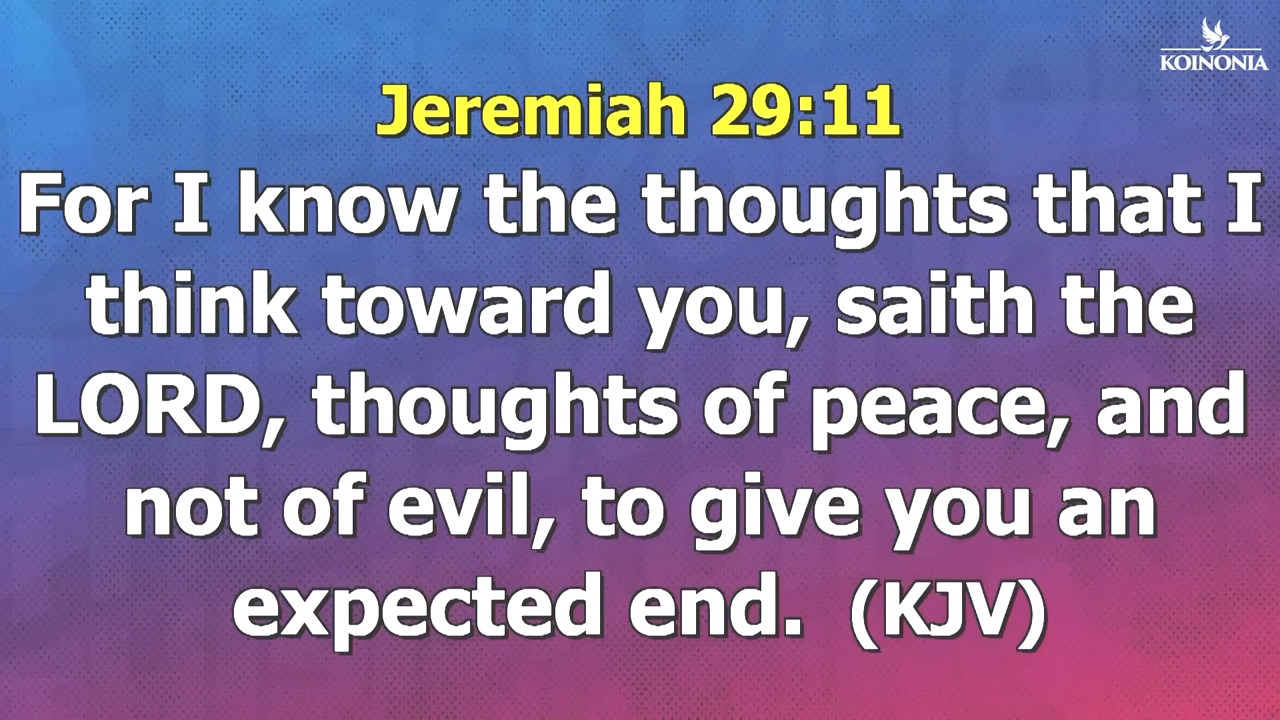 KOINONIA
Jeremiah 29:11
For I know the thoughts that I
think toward you, saith the
LORD, thoughts of peace, and
not of evil, to give you an
expected end. (KJV)